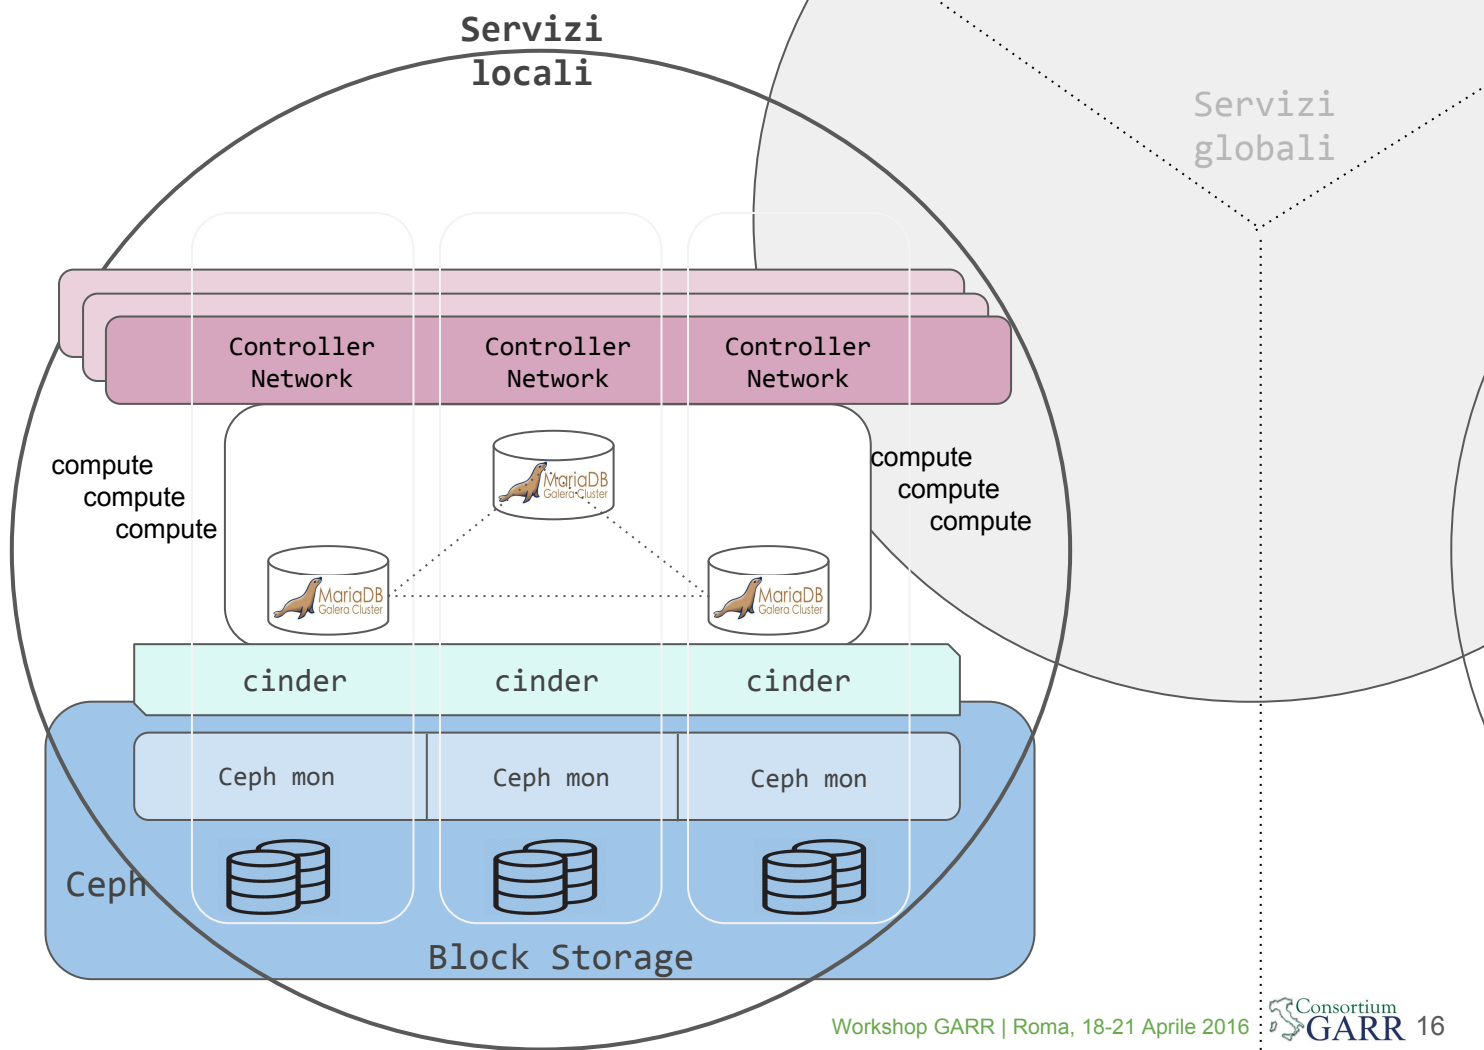 Servizi
locali
Servizi
globali
Controller
Network
Controller
Network
Controller
Network
compute
compute
compute
compute
compute
compute
MariaDB
Galera Cluster
MariaDB
Galera Cluster
MariaDB
Galera Cluster
cinder
cinder
cinder
Ceph mon
Ceph mon
Ceph mon
Ceph
Block Storage
Workshop GARR | Roma, 18-21 Aprile 2016
Consortium
GARR
16